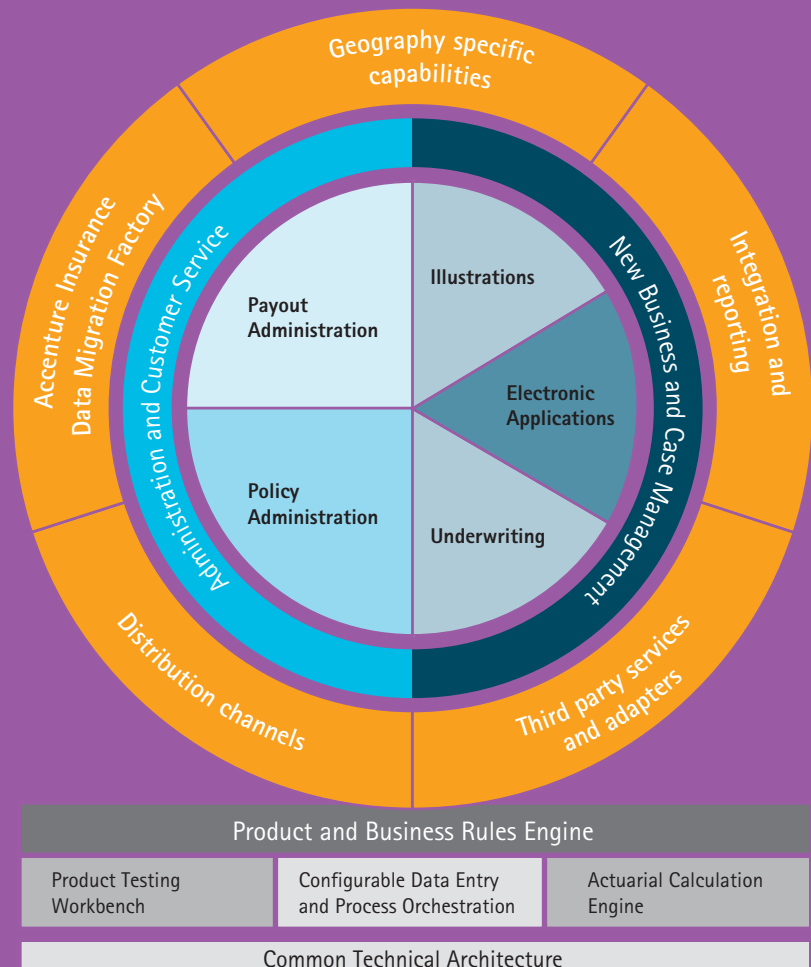 Geography specific
capabilities
Accenture Insurance
Data Migration Factory
Integration and
reporting
Administration and Customer Service
New Business and Case Management
Payout
Administration
Illustrations
Electronic
Applications
Policy
Administration
Underwriting
Distribution channels
Third party services
and adapters
Product and Business Rules Engine
Product Testing
Workbench
Configurable Data Entry
and Process Orchestration
Actuarial Calculation
Engine
Common Technical Architecture